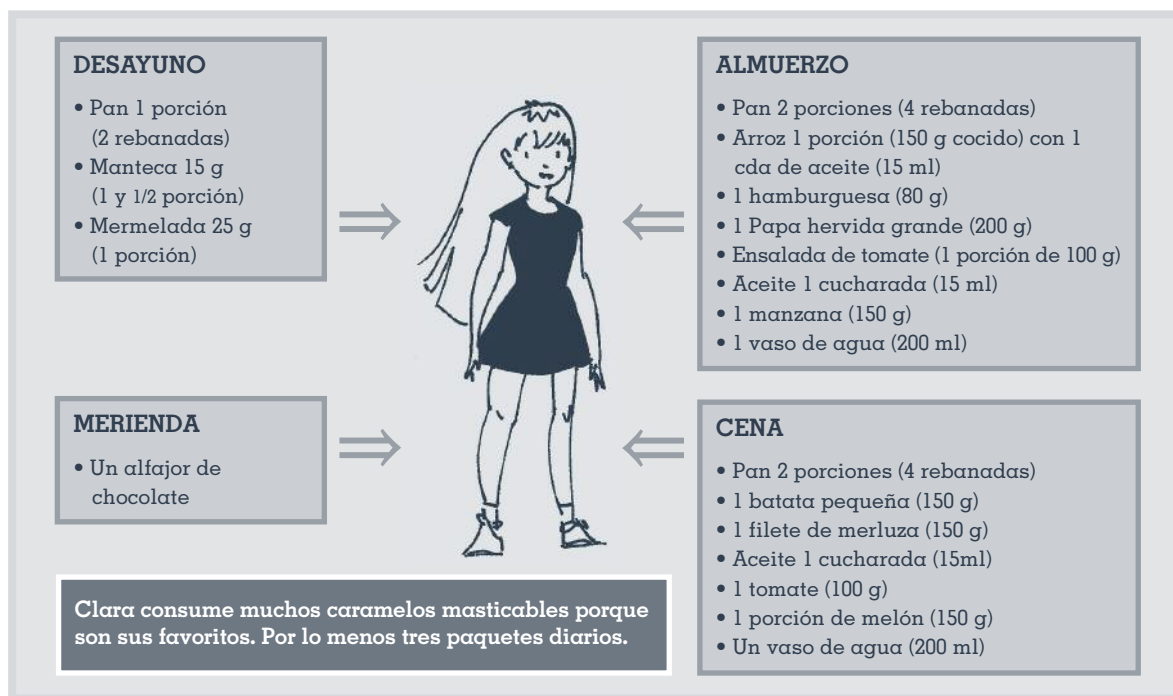 DESAYUNO
• Pan 1 porción
(2 rebanadas)
• Manteca 15 g
(1 y 1/2 porción)
• Mermelada 25 g
(1 porción)
ALMUERZO
• Pan 2 porciones (4 rebanadas)
• Arroz 1 porción (150 g cocido) con 1
cda de aceite (15 ml)
• 1 hamburguesa (80 g)
• 1 Papa hervida grande (200 g)
• Ensalada de tomate (1 porción de 100 g)
• Aceite 1 cucharada (15 ml)
• 1 manzana (150 g)
• 1 vaso de agua (200 ml)
MERIENDA
• Un alfajor de
chocolate
CENA
• Pan 2 porciones (4 rebanadas)
• 1 batata pequeña (150 g)
• 1 filete de merluza (150 g)
• Aceite 1 cucharada (15ml)
• 1 tomate (100 g)
• 1 porción de melón (150 g)
• Un vaso de agua (200 ml)
Clara consume muchos caramelos masticables porque
son sus favoritos. Por lo menos tres paquetes diarios.